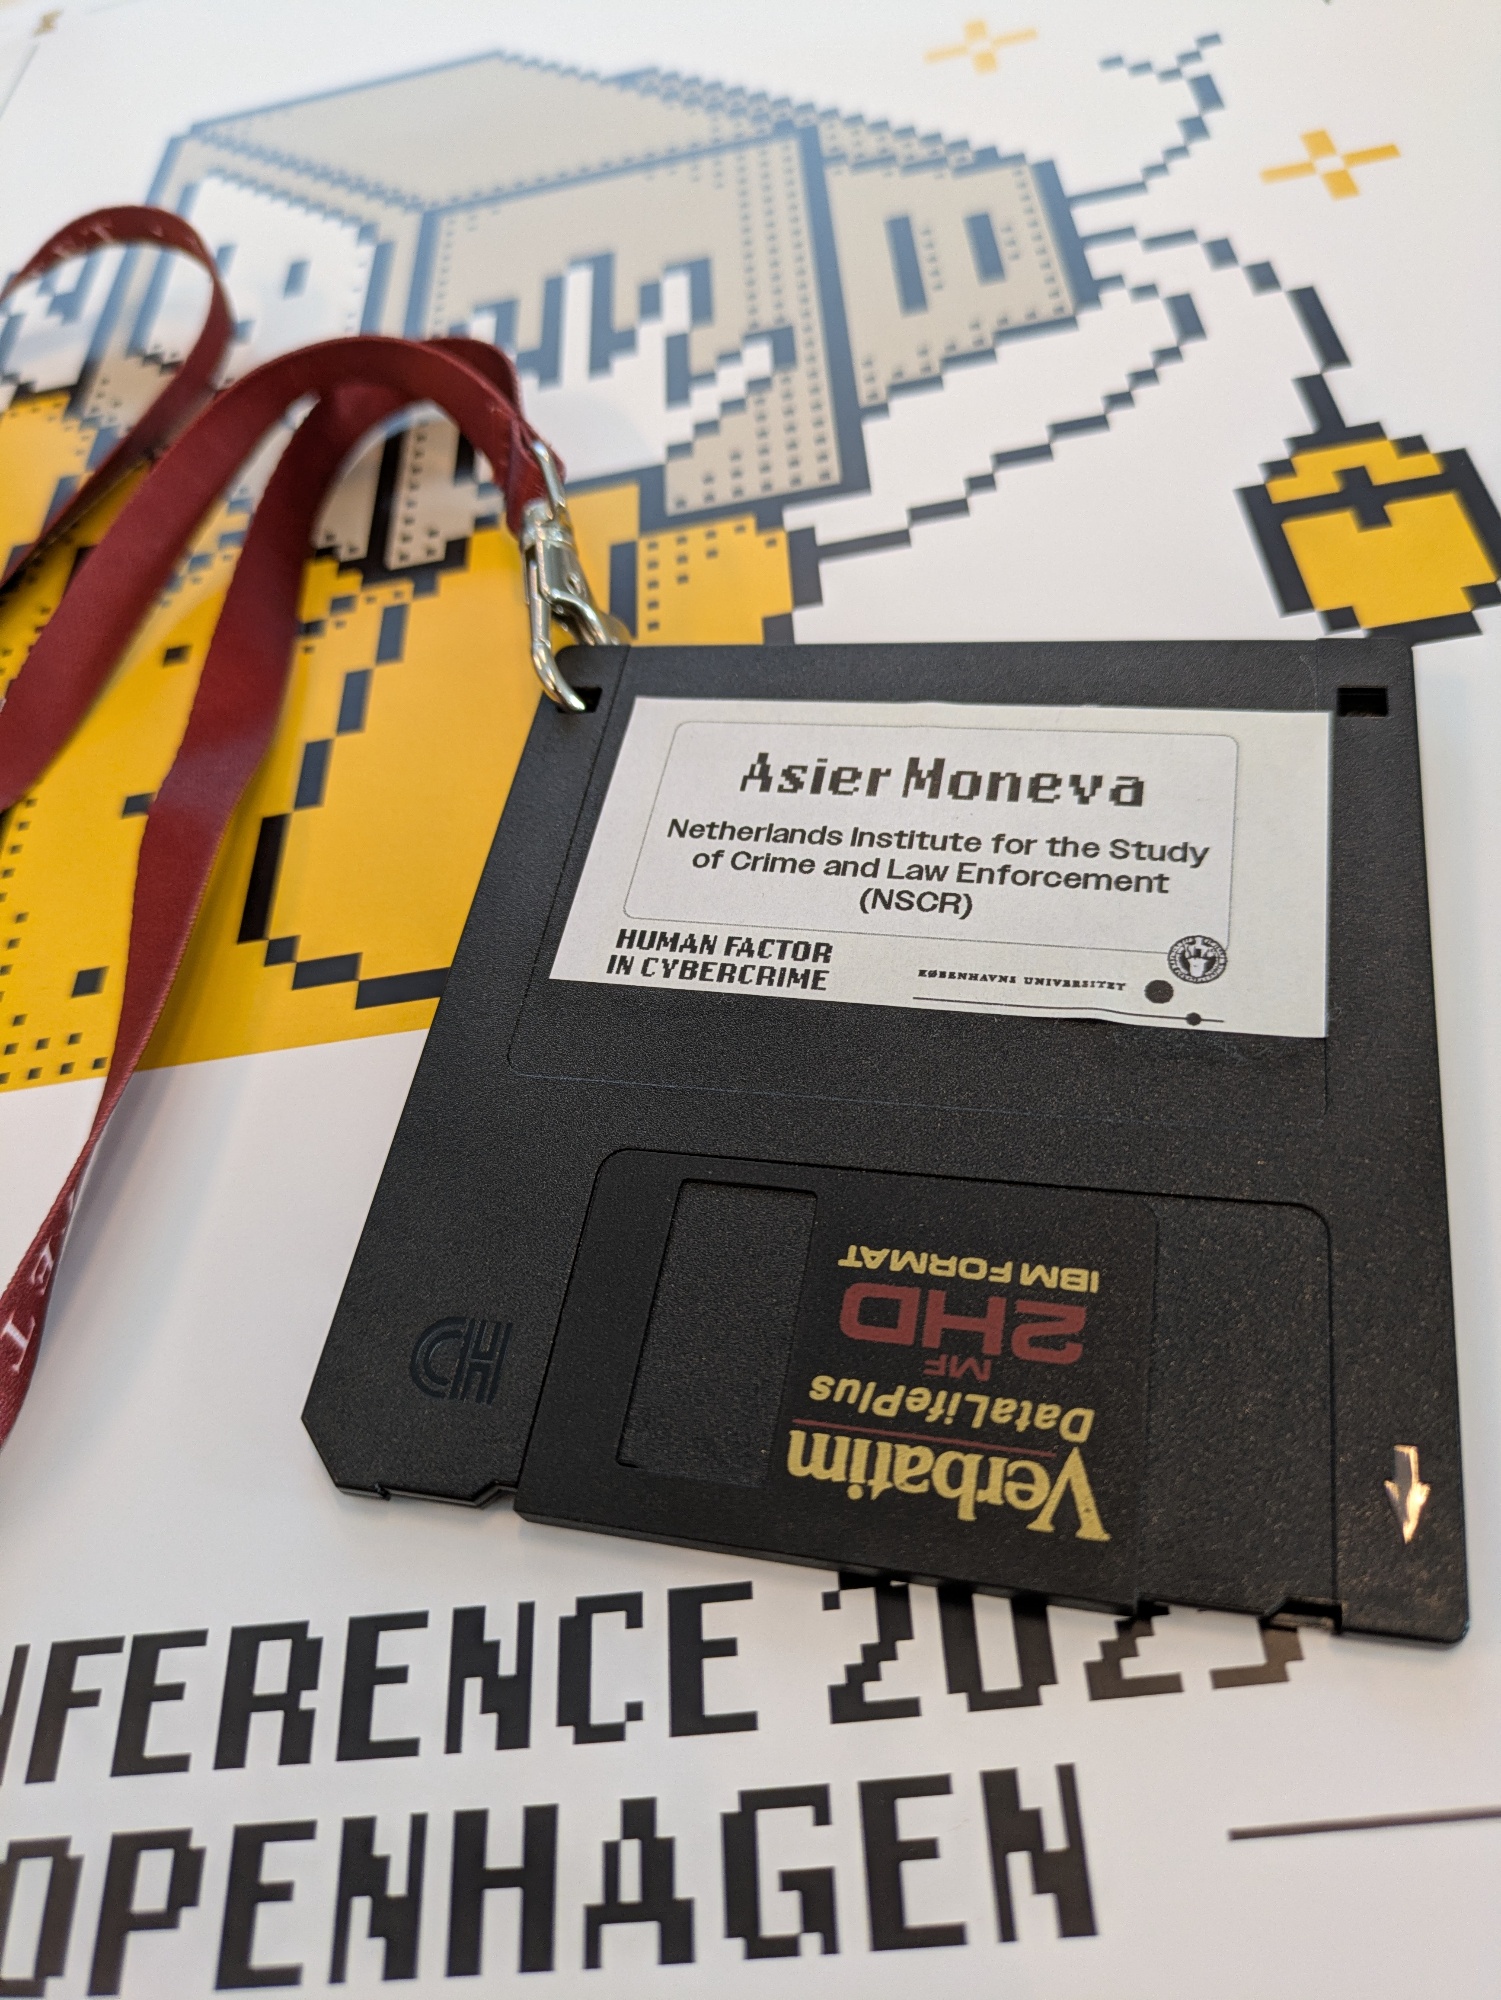 Asier Moneva
Netherlands Institute for the Study
of Crime and Law Enforcement
(NSCR)
HUMAN FACTOR
IN CYBERCRIME
KØBENHAVNS UNIVERSITET
Verbatim
DataLifePlus
MF
2HD
IBM FORMAT
NFERENCE 2025
OPENHAGEN